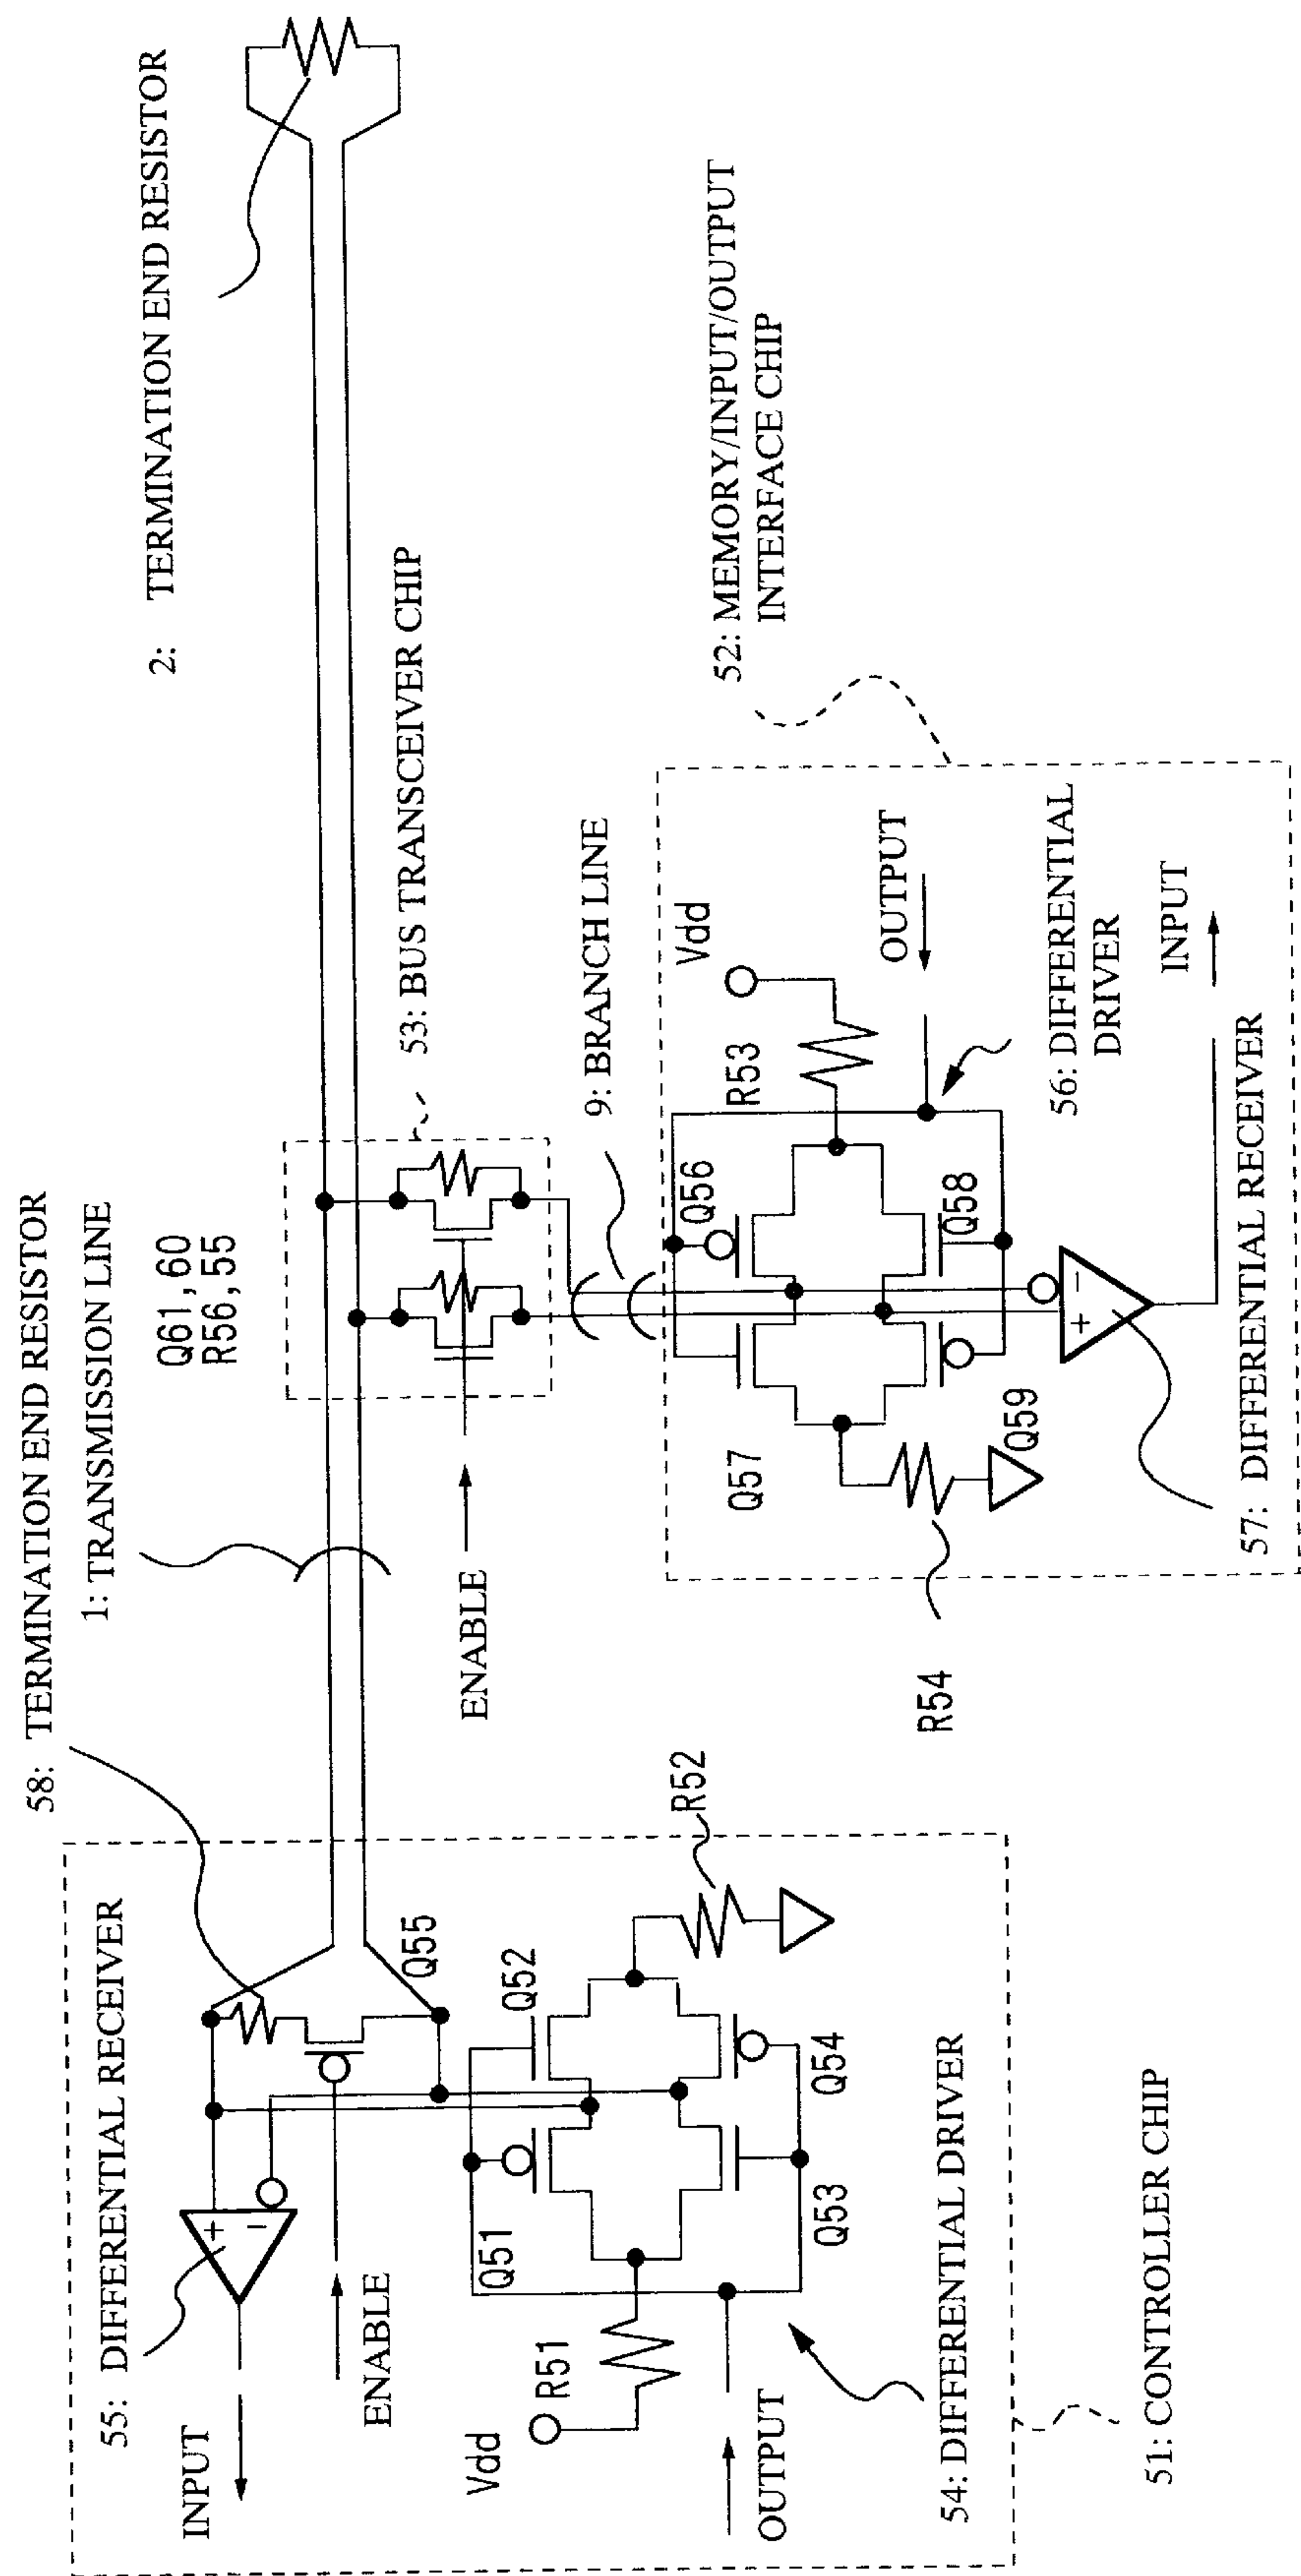 58: TERMINATION END RESISTOR
1: TRANSMISSION LINE
2: TERMINATION END RESISTOR
Q61,60
R56,55
53: BUS TRANSCEIVER CHIP
55: DIFFERENTIAL RECEIVER
INPUT
+
−
ENABLE
Q55
ENABLE
9: BRANCH LINE
52: MEMORY/INPUT/OUTPUT
INTERFACE CHIP
Vdd
R51
Q51
Q52
R52
Q53
Q54
OUTPUT
54: DIFFERENTIAL DRIVER
51: CONTROLLER CHIP
Q57
Q56
R53
Vdd
OUTPUT
R54
Q59
Q58
56: DIFFERENTIAL
DRIVER
+
−
INPUT
57: DIFFERENTIAL RECEIVER